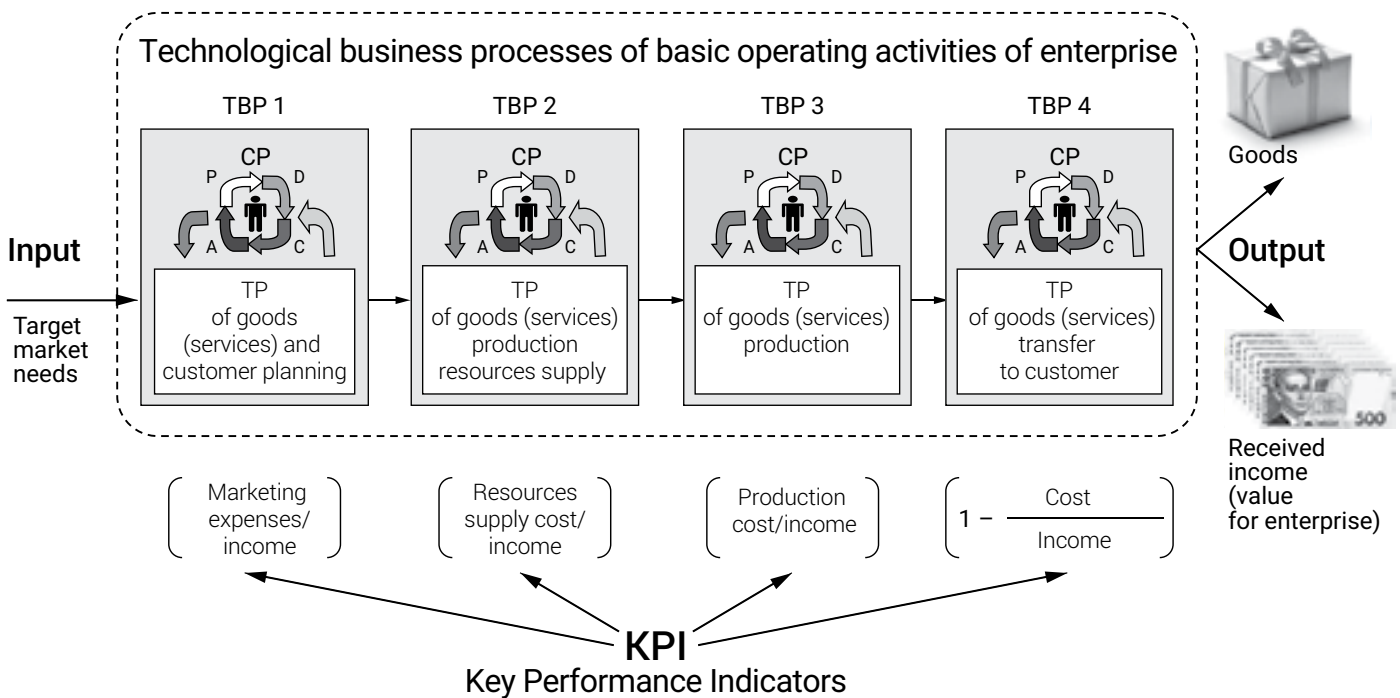 Technological business processes of basic operating activities of enterprise
TBP 1
TBP 2
TBP 3
TBP 4
CP
P
D
A
C
CP
P
D
A
C
CP
P
D
A
C
CP
P
D
A
C
Input
Target
market
needs
TP
of goods
(services) and
customer planning
TP
of goods (services)
production
resources supply
TP
of goods (services)
production
TP
of goods (services)
transfer
to customer
Goods
Output
500
Received
income
(value
for enterprise)
Marketing
expenses/
income
Resources
supply cost/
income
Production
cost/income
1 –
Cost
Income
KPI
Key Performance Indicators